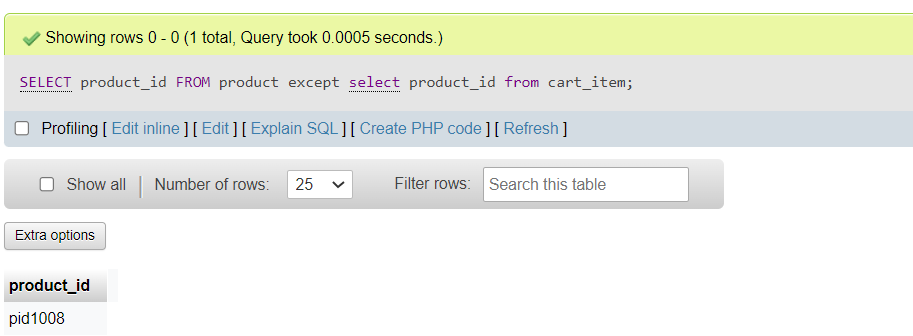 Showing rows 0 - 0 (1 total, Query took 0.0005 seconds.)
SELECT product_id FROM product except select product_id from cart_item;
Profiling [ Edit inline ] [ Edit ] [ Explain SQL ] [ Create PHP code ] [ Refresh ]
Show all | Number of rows: 25 Filter rows: Search this table
Extra options
product_id
pid1008